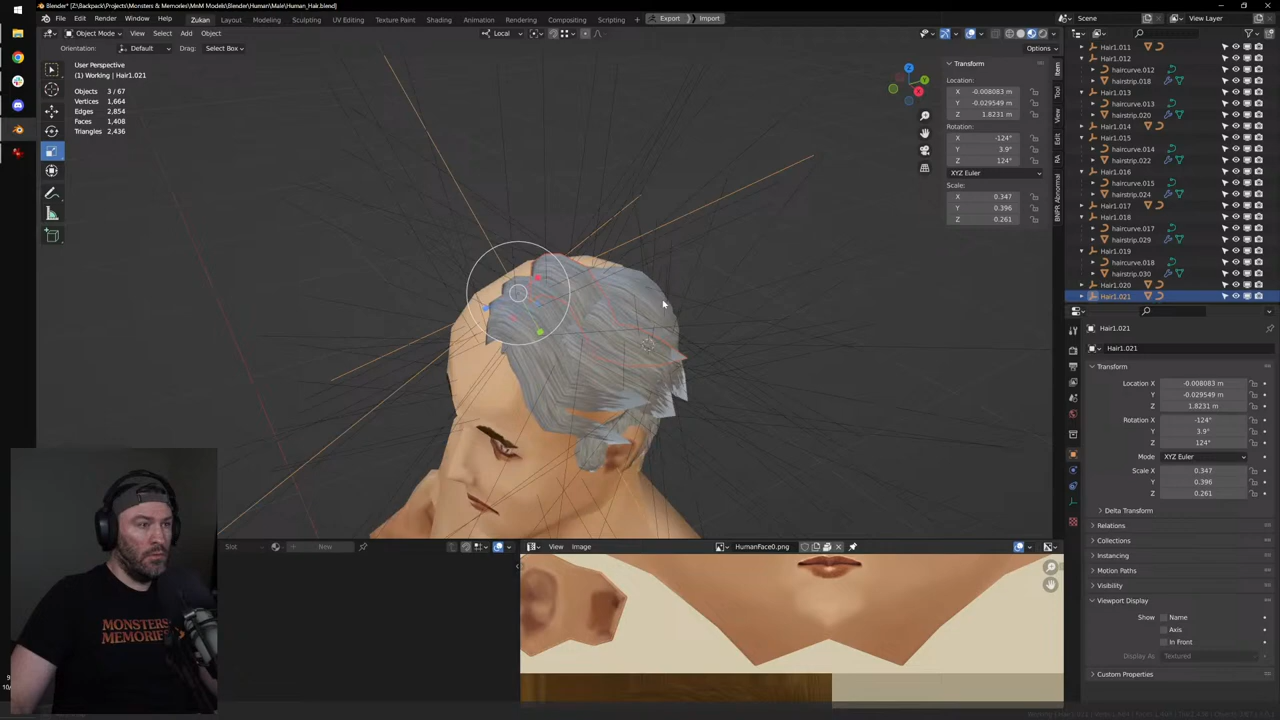 Blender* [Z:\Backpack\Projects\Monsters & Memories\MnM Models\Blender\Human\Male\Human_Hair.blend]
File Edit Render Window Help Zukan Layout Modeling Sculpting UV Editing Texture Paint Shading Animation Rendering Compositing Scripting Export Import Scene View Layer
Object Mode View Select Add Object Local
Orientation: Default Drag: Select Box Options
User Perspective
(1) Working | Hair1.021
Objects 3 / 67
Vertices 1,664
Edges 2,854
Faces 1,408
Triangles 2,436
Transform
Location:
X -0.008083 m
Y -0.029549 m
Z 1.8231 m
Rotation:
X -124°
Y 3.9°
Z 124°
XYZ Euler
Scale:
X 0.347
Y 0.396
Z 0.261
Item
Tool
View
Edit
RA
BNPR Abnormal
Hair1.011
Hair1.012
haircurve.012
hairstrip.018
Hair1.013
haircurve.013
hairstrip.020
Hair1.014
Hair1.015
haircurve.014
hairstrip.022
Hair1.016
haircurve.015
hairstrip.024
Hair1.017
Hair1.018
haircurve.017
hairstrip.029
Hair1.019
haircurve.018
hairstrip.030
Hair1.020
Hair1.021
Hair1.021
Hair1.021
Transform
Location X -0.008083 m
Y -0.029549 m
Z 1.8231 m
Rotation X -124°
Y 3.9°
Z 124°
Mode XYZ Euler
Scale X 0.347
Y 0.396
Z 0.261
Delta Transform
Relations
Collections
Instancing
Motion Paths
Visibility
Viewport Display
Show Name
Axis
In Front
Display As Textured
Custom Properties
Slot New
View Image HumanFace0.png
MONSTERS
MEMORIES